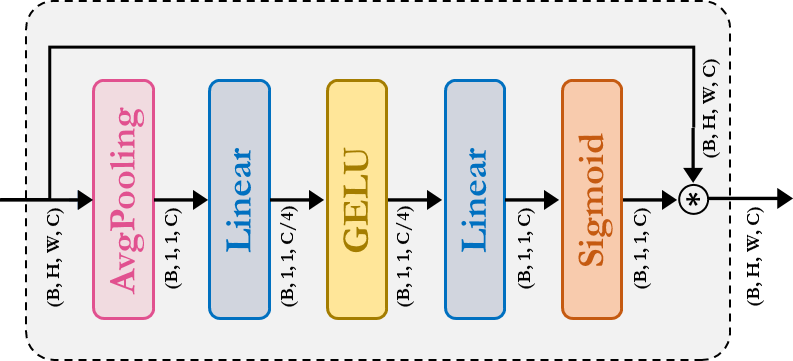 (B, H, W, C)
AvgPooling
(B, 1, 1, C)
Linear
(B, 1, 1, C/4)
GELU
(B, 1, 1, C/4)
Linear
(B, 1, 1, C)
Sigmoid
(B, 1, 1, C)
*
(B, H, W, C)
(B, H, W, C)